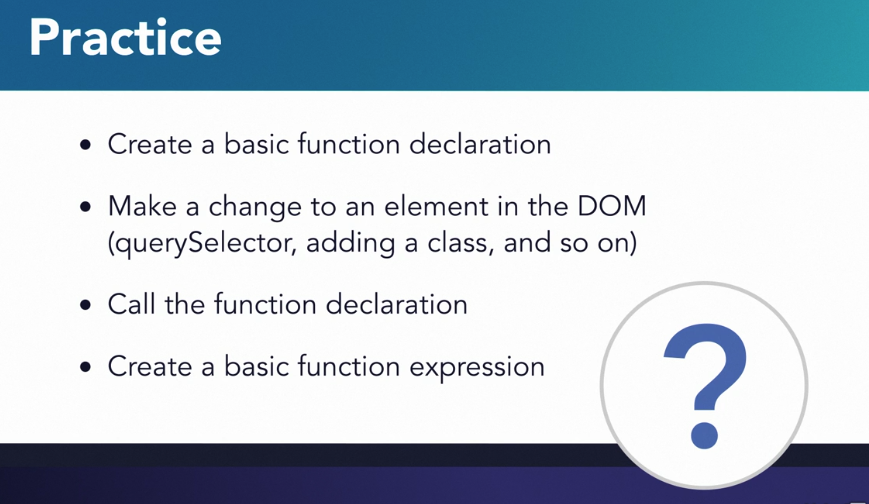 Practice
• Create a basic function declaration
• Make a change to an element in the DOM
(querySelector, adding a class, and so on)
• Call the function declaration
• Create a basic function expression
?